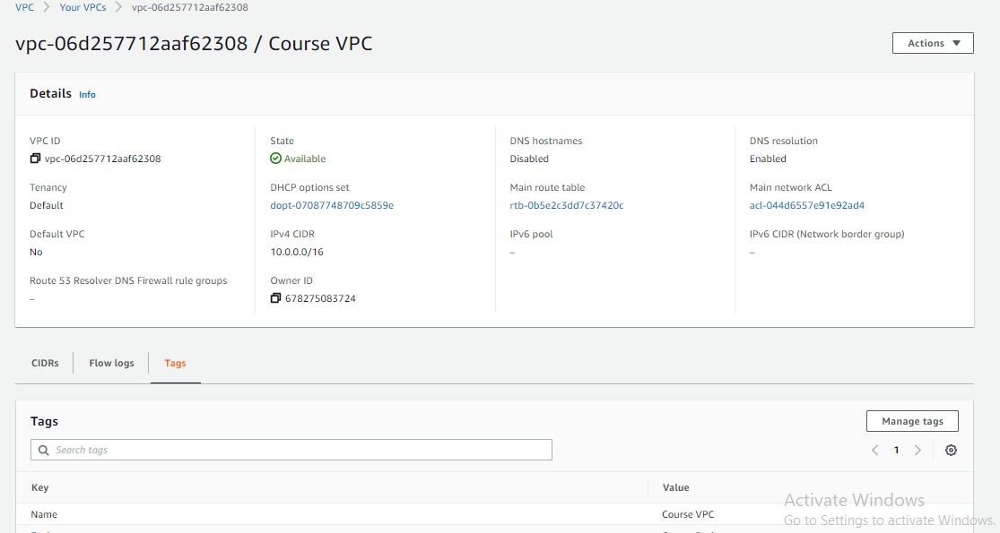 VPC > Your VPCs > vpc-06d257712aaf62308
vpc-06d257712aaf62308 / Course VPC
Actions
Details Info
VPC ID
vpc-06d257712aaf62308
State
Available
DNS hostnames
Disabled
DNS resolution
Enabled
Tenancy
Default
DHCP options set
dopt-07087748709c5859e
Main route table
rtb-0b5e2c3dd7c37420c
Main network ACL
acl-044d6557e91e92ad4
Default VPC
No
IPv4 CIDR
10.0.0.0/16
IPv6 pool
–
IPv6 CIDR (Network border group)
–
Route 53 Resolver DNS Firewall rule groups
–
Owner ID
678275083724
CIDRs
Flow logs
Tags
Tags
Manage tags
Search tags
1
Key Value
Name Course VPC
Activate Windows
Go to Settings to activate Windows.